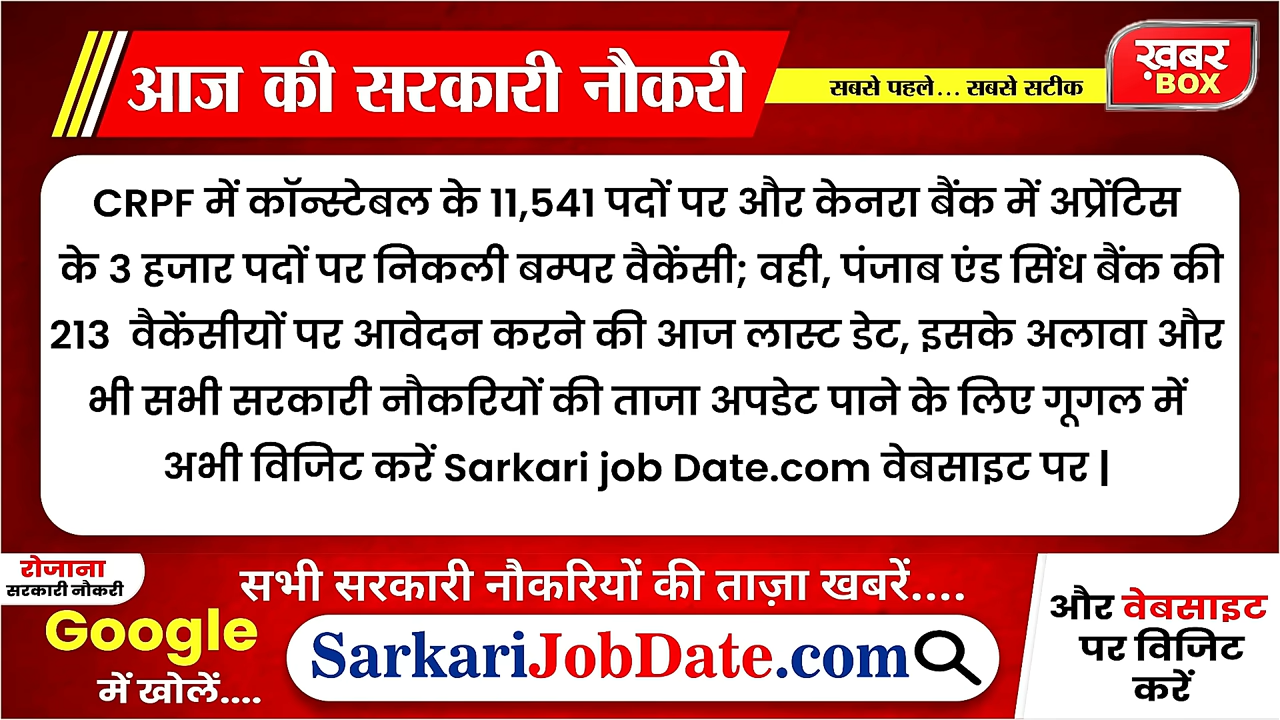 आज की सरकारी नौकरी
सबसे पहले... सबसे सटीक
ख़बर
BOX
CRPF में कॉन्स्टेबल के 11,541 पदों पर और केनरा बैंक में अप्रेंटिस
के 3 हजार पदों पर निकली बम्पर वैकेंसी; वही, पंजाब एंड सिंध बैंक की
213 वैकेंसीयों पर आवेदन करने की आज लास्ट डेट, इसके अलावा और
भी सभी सरकारी नौकरियों की ताजा अपडेट पाने के लिए गूगल में
अभी विजिट करें Sarkari job Date.com वेबसाइट पर |
रोजाना
सरकारी नौकरी
Google
में खोलें....
सभी सरकारी नौकरियों की ताज़ा खबरें....
SarkariJobDate.com
और वेबसाइट
पर विजिट
करें